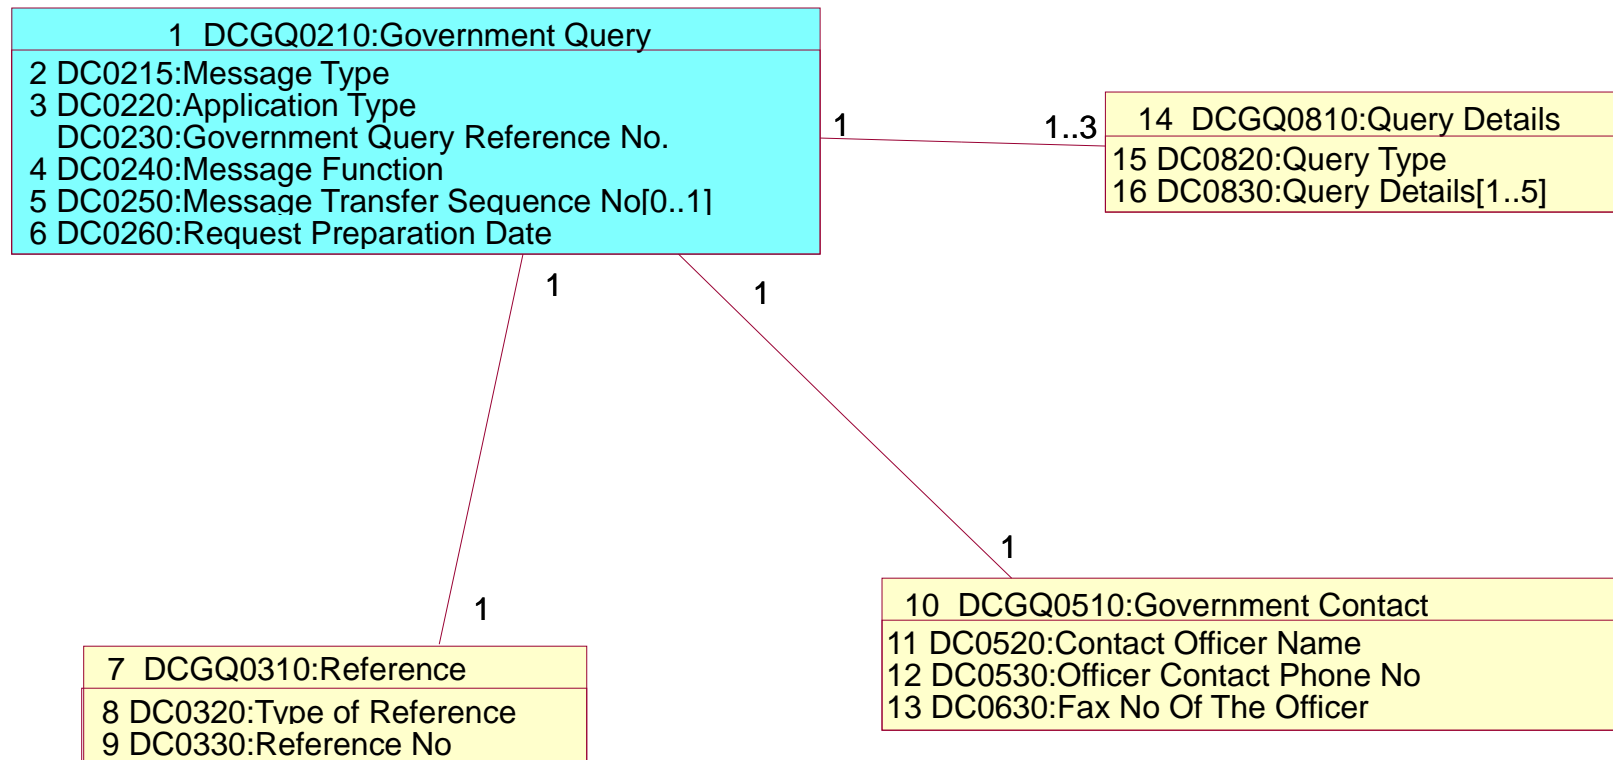 1 DCGQ0210:Government Query
2 DC0215:Message Type
3 DC0220:Application Type
DC0230:Government Query Reference No.
4 DC0240:Message Function
5 DC0250:Message Transfer Sequence No[0..1]
6 DC0260:Request Preparation Date
1
1..3
14 DCGQ0810:Query Details
15 DC0820:Query Type
16 DC0830:Query Details[1..5]
1
1
1
1
7 DCGQ0310:Reference
8 DC0320:Type of Reference
9 DC0330:Reference No
10 DCGQ0510:Government Contact
11 DC0520:Contact Officer Name
12 DC0530:Officer Contact Phone No
13 DC0630:Fax No Of The Officer